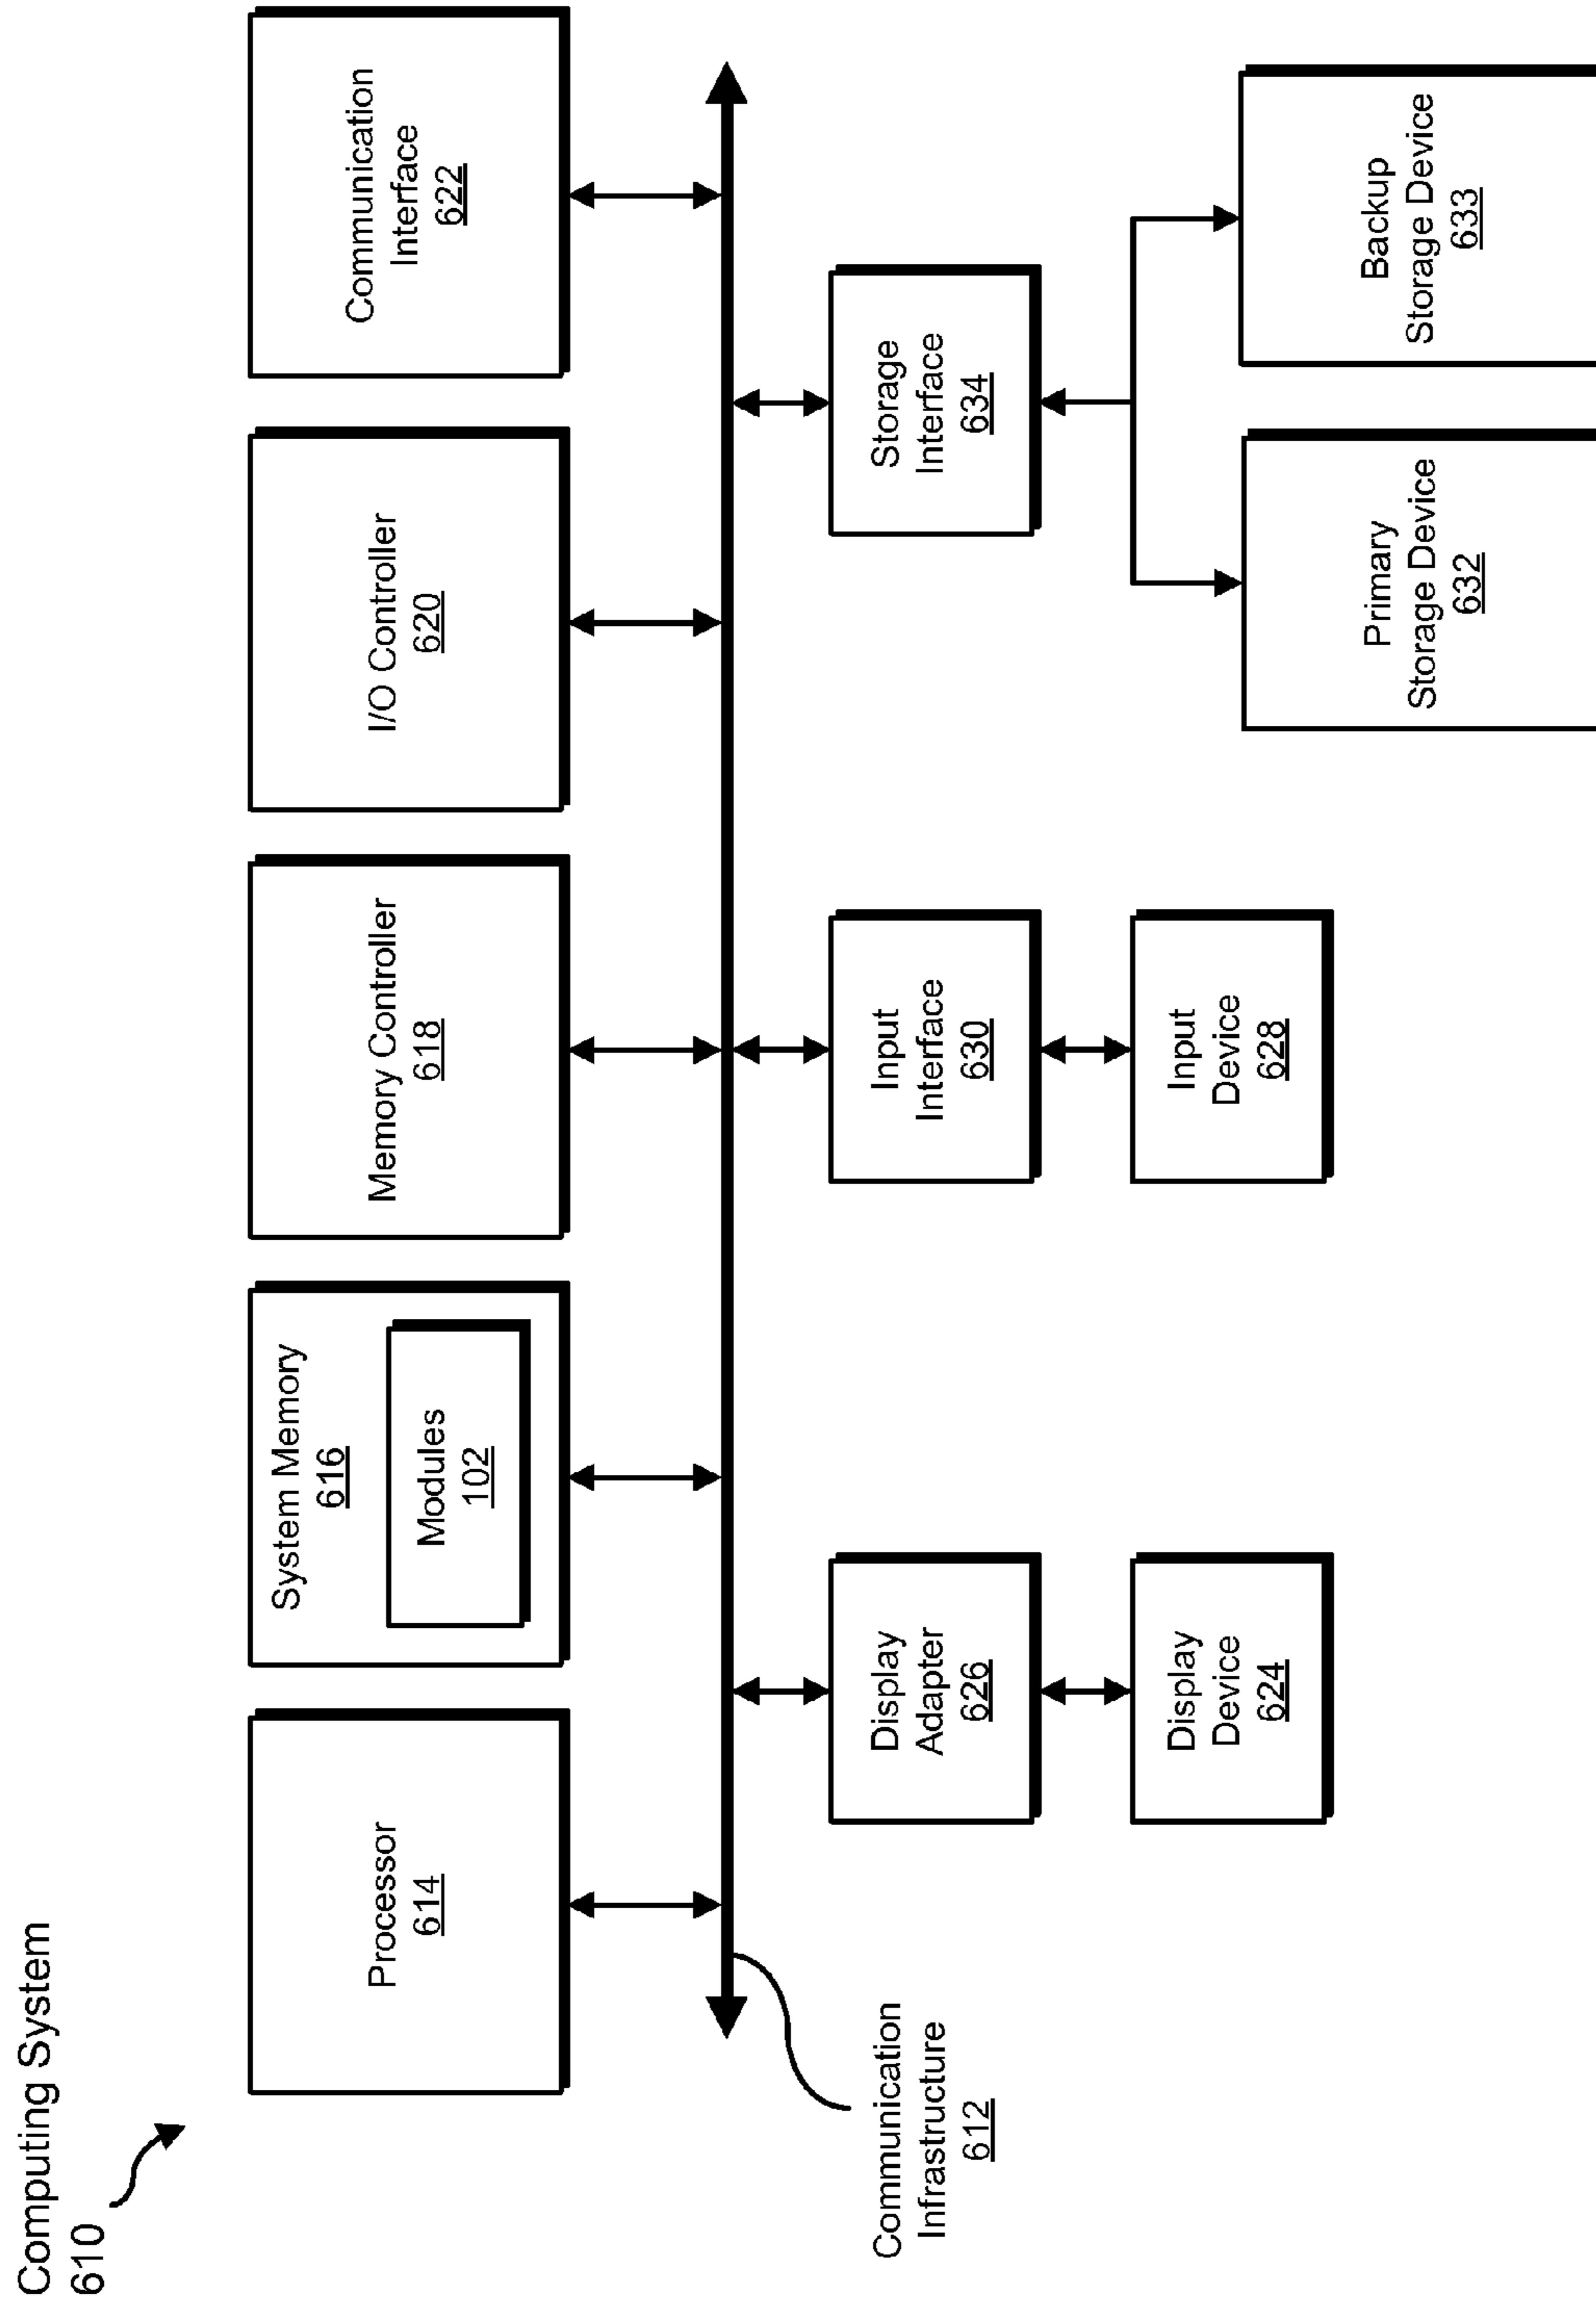 Computing System
610
Processor
614
System Memory
616
Modules
102
Memory Controller
618
I/O Controller
620
Communication
Interface
622
Communication
Infrastructure
612
Display
Adapter
626
Input
Interface
630
Storage
Interface
634
Display
Device
624
Input
Device
628
Primary
Storage Device
632
Backup
Storage Device
633